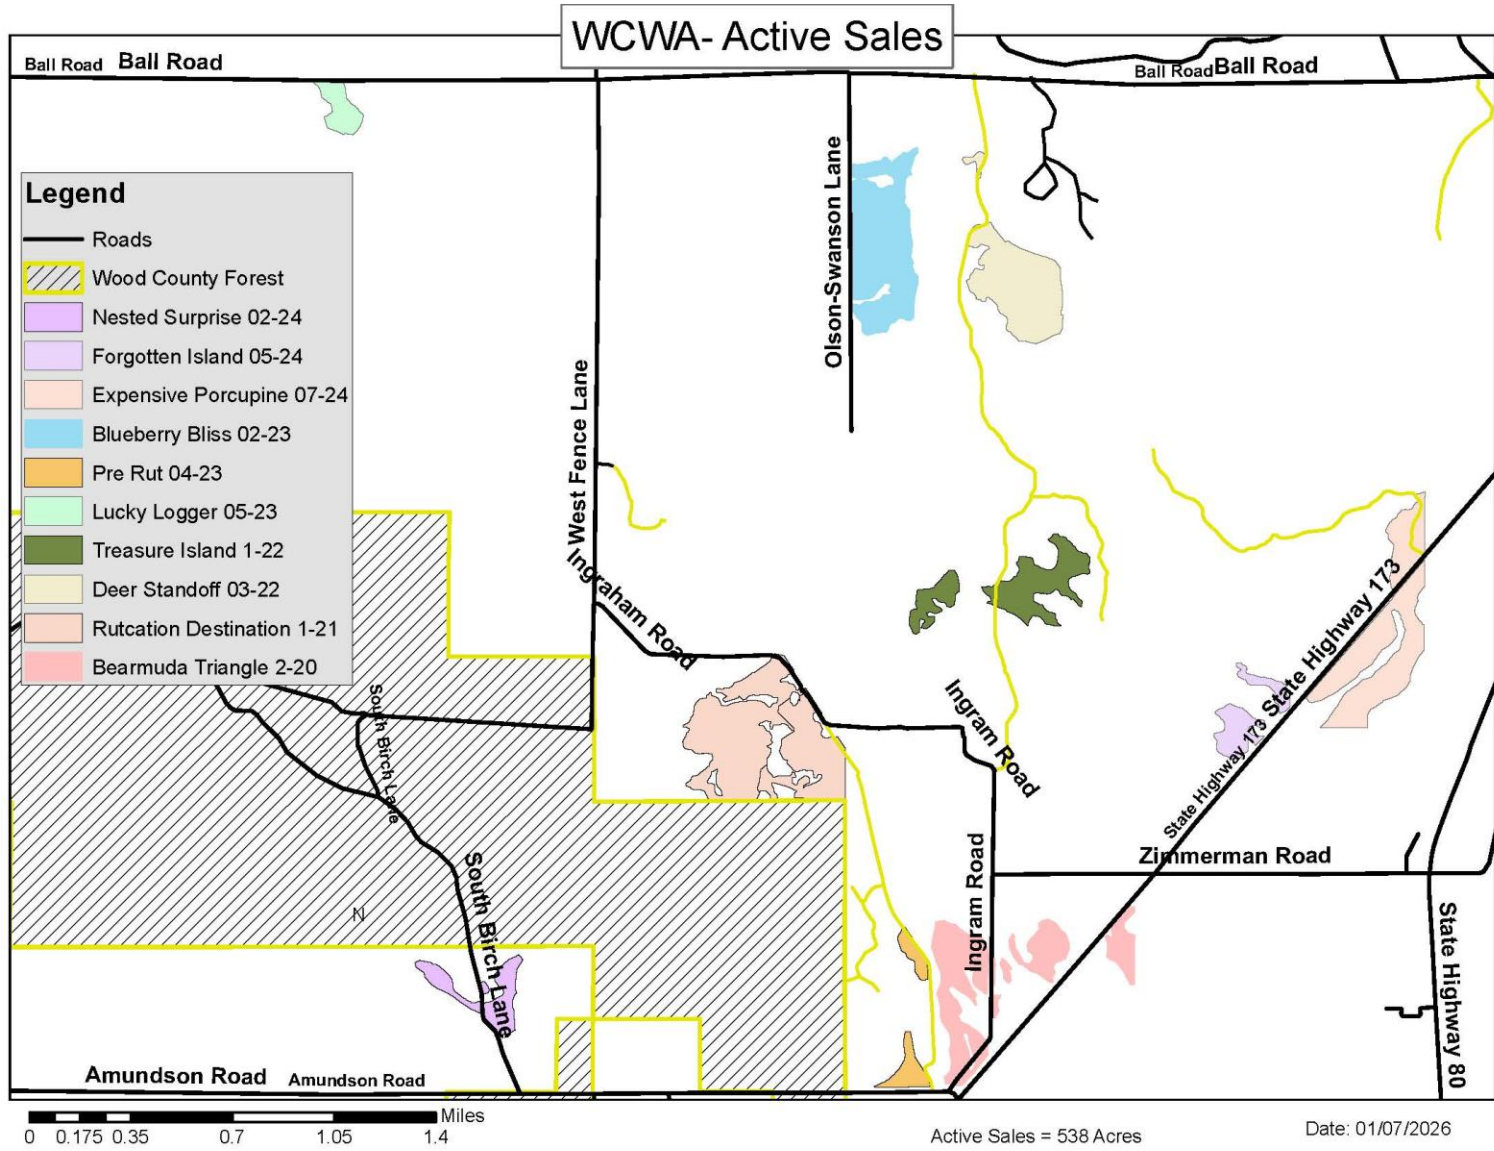 WCWA- Active Sales
Ball Road Ball Road
Ball Road Ball Road
Olson-Swanson Lane
West Fence Lane
Legend
Roads
Wood County Forest
Nested Surprise 02-24
Forgotten Island 05-24
Expensive Porcupine 07-24
Blueberry Bliss 02-23
Pre Rut 04-23
Lucky Logger 05-23
Treasure Island 1-22
Deer Standoff 03-22
Rutcation Destination 1-21
Bearmuda Triangle 2-20
Ingraham Road
State Highway 173
State Highway 173
Ingram Road
South Birch Lane
Zimmerman Road
Ingram Road
South Birch Lane
N
State Highway 80
Amundson Road Amundson Road
Miles
0 0.175 0.35 0.7 1.05 1.4
Active Sales = 538 Acres
Date: 01/07/2026